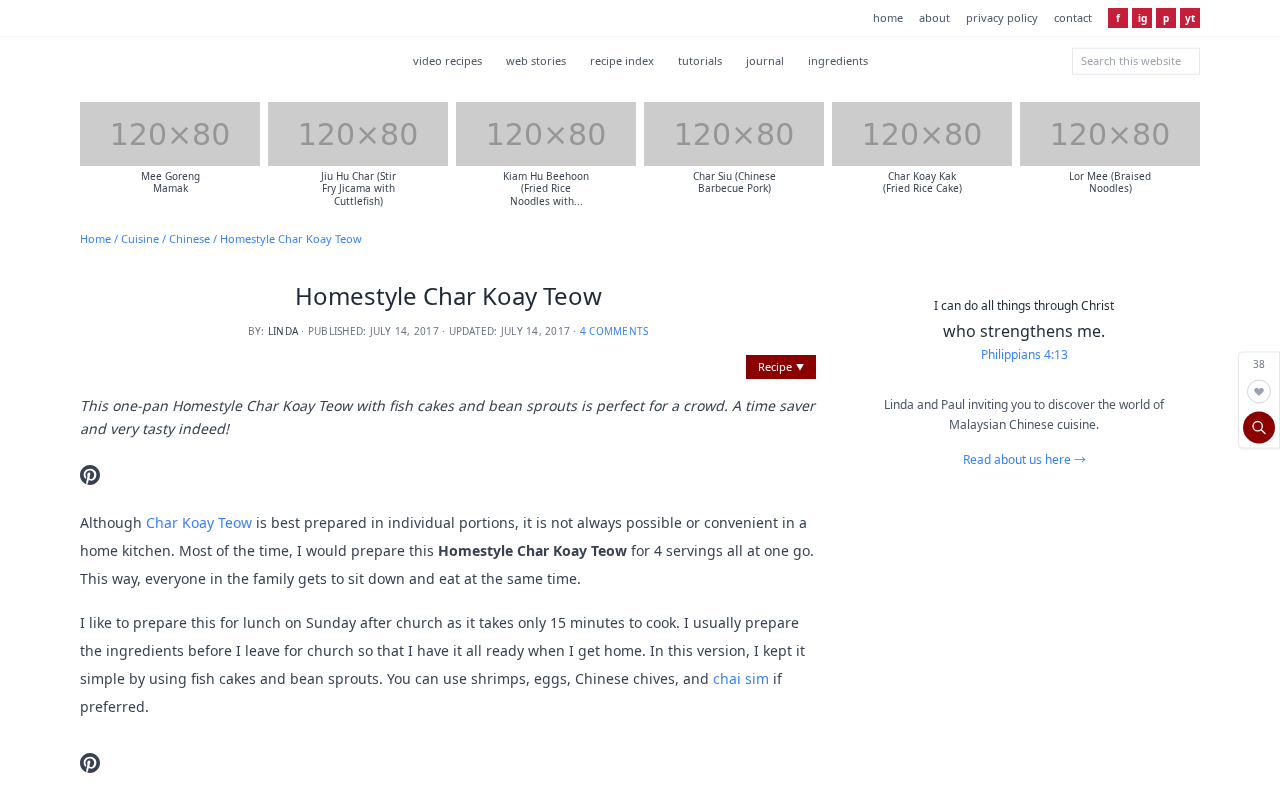 home about privacy policy contact f ig p yt
video recipes web stories recipe index tutorials journal ingredients Search this website
120×80 120×80 120×80 120×80 120×80 120×80
Mee Goreng
Mamak
Jiu Hu Char (Stir
Fry Jicama with
Cuttlefish)
Kiam Hu Beehoon
(Fried Rice
Noodles with...
Char Siu (Chinese
Barbecue Pork)
Char Koay Kak
(Fried Rice Cake)
Lor Mee (Braised
Noodles)
Home / Cuisine / Chinese / Homestyle Char Koay Teow
Homestyle Char Koay Teow
BY: LINDA · PUBLISHED: JULY 14, 2017 · UPDATED: JULY 14, 2017 · 4 COMMENTS
Recipe ▼
This one-pan Homestyle Char Koay Teow with fish cakes and bean sprouts is perfect for a crowd. A time saver
and very tasty indeed!
Although Char Koay Teow is best prepared in individual portions, it is not always possible or convenient in a
home kitchen. Most of the time, I would prepare this Homestyle Char Koay Teow for 4 servings all at one go.
This way, everyone in the family gets to sit down and eat at the same time.
I like to prepare this for lunch on Sunday after church as it takes only 15 minutes to cook. I usually prepare
the ingredients before I leave for church so that I have it all ready when I get home. In this version, I kept it
simple by using fish cakes and bean sprouts. You can use shrimps, eggs, Chinese chives, and chai sim if
preferred.
I can do all things through Christ
who strengthens me.
Philippians 4:13
Linda and Paul inviting you to discover the world of
Malaysian Chinese cuisine.
Read about us here →
38